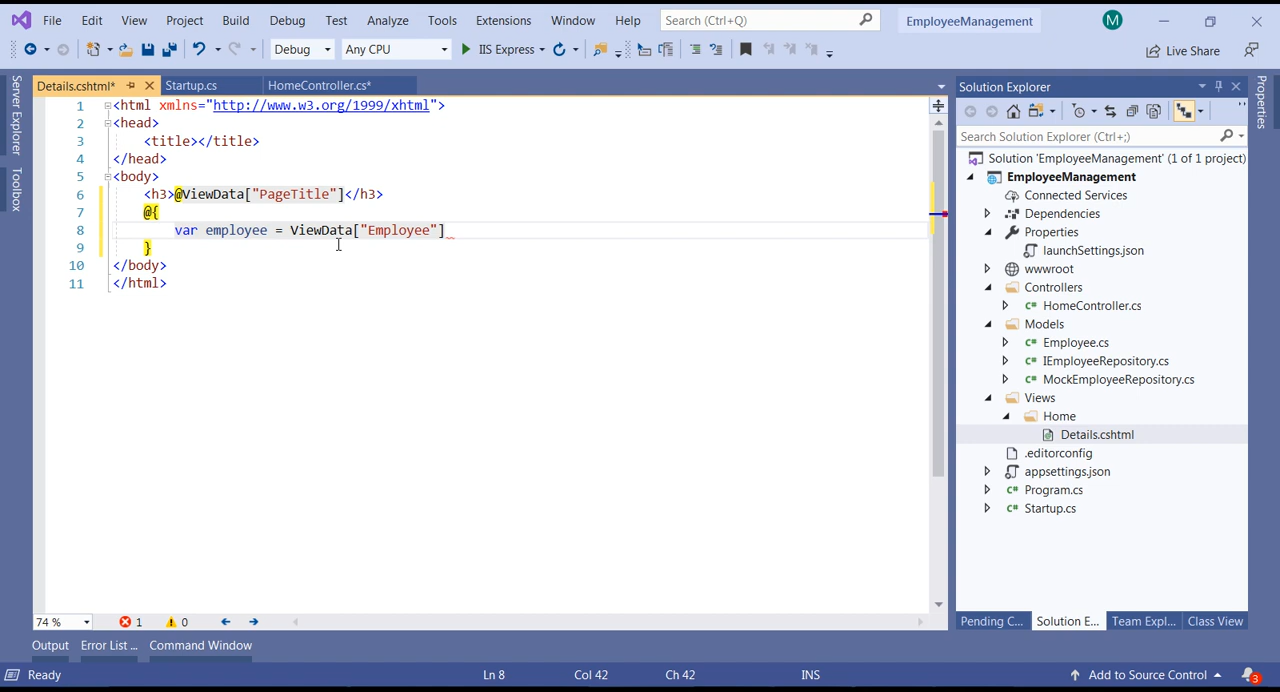 File Edit View Project Build Debug Test Analyze Tools Extensions Window Help Search (Ctrl+Q) EmployeeManagement M
Debug Any CPU IIS Express Live Share
Details.cshtml* Startup.cs HomeController.cs*
Server Explorer
Toolbox
1 <html xmlns="http://www.w3.org/1999/xhtml">
2 <head>
3 <title></title>
4 </head>
5 <body>
6 <h3>@ViewData["PageTitle"]</h3>
7 @{
8 var employee = ViewData["Employee"]
9 }
10 </body>
11 </html>
74 % 1 0
Solution Explorer
Search Solution Explorer (Ctrl+;)
Solution 'EmployeeManagement' (1 of 1 project)
EmployeeManagement
Connected Services
Dependencies
Properties
launchSettings.json
wwwroot
Controllers
C# HomeController.cs
Models
C# Employee.cs
C# IEmployeeRepository.cs
C# MockEmployeeRepository.cs
Views
Home
Details.cshtml
.editorconfig
appsettings.json
C# Program.cs
C# Startup.cs
Pending C... Solution E... Team Expl... Class View
Properties
Output Error List ... Command Window
Ready Ln 8 Col 42 Ch 42 INS Add to Source Control 3